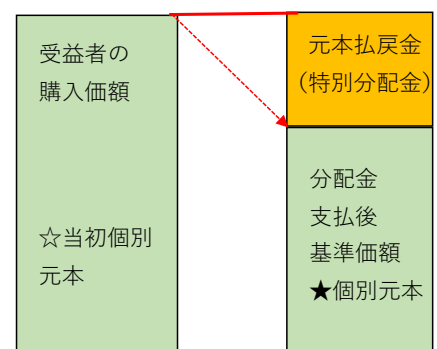 受益者の
購入価額
☆当初個別
元本
元本払戻金
(特別分配金)
分配金
支払後
基準価額
★個別元本